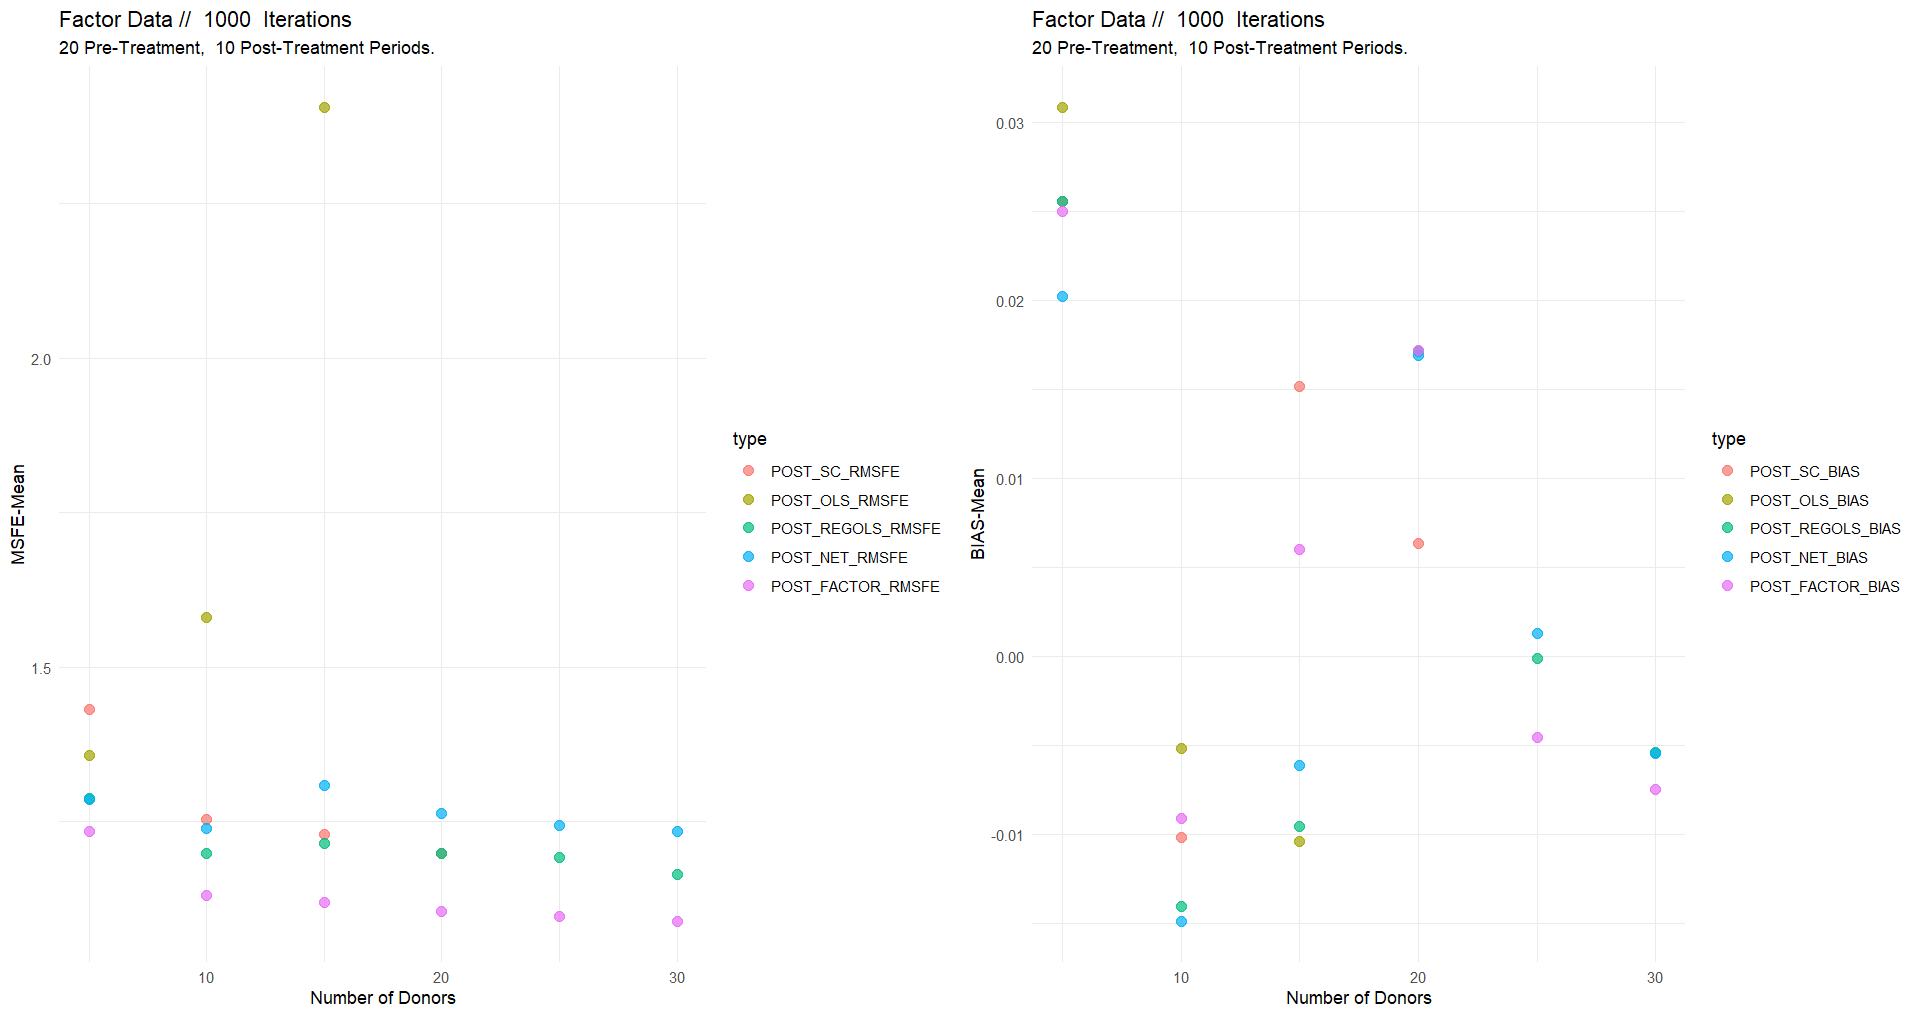 Factor Data //  1000  Iterations
20 Pre-Treatment,  10 Post-Treatment Periods.
MSFE-Mean
2.0
1.5
10
20
30
Number of Donors
type
POST_SC_RMSFE
POST_OLS_RMSFE
POST_REGOLS_RMSFE
POST_NET_RMSFE
POST_FACTOR_RMSFE
Factor Data //  1000  Iterations
20 Pre-Treatment,  10 Post-Treatment Periods.
BIAS-Mean
0.03
0.02
0.01
0.00
-0.01
10
20
30
Number of Donors
type
POST_SC_BIAS
POST_OLS_BIAS
POST_REGOLS_BIAS
POST_NET_BIAS
POST_FACTOR_BIAS